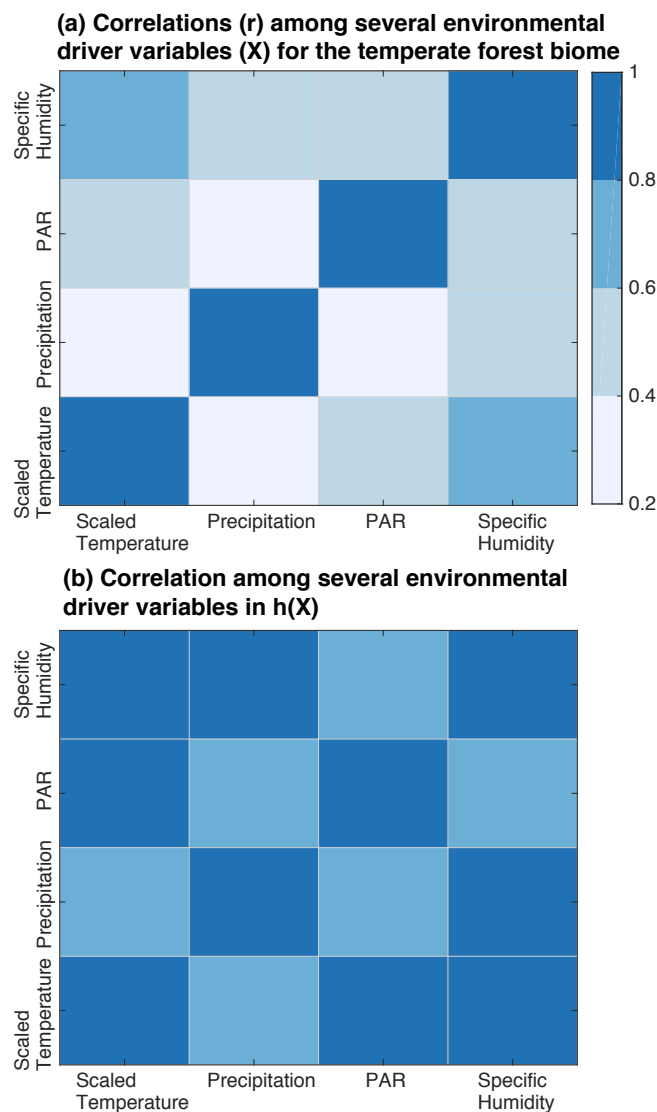 (a) Correlations (r) among several environmental
driver variables (X) for the temperate forest biome
Specific
Humidity
PAR
Precipitation
Scaled
Temperature
1
0.8
0.6
0.4
0.2
Scaled
Temperature
Precipitation
PAR
Specific
Humidity
(b) Correlation among several environmental
driver variables in h(X)
Specific
Humidity
PAR
Precipitation
Scaled
Temperature
Scaled
Temperature
Precipitation
PAR
Specific
Humidity